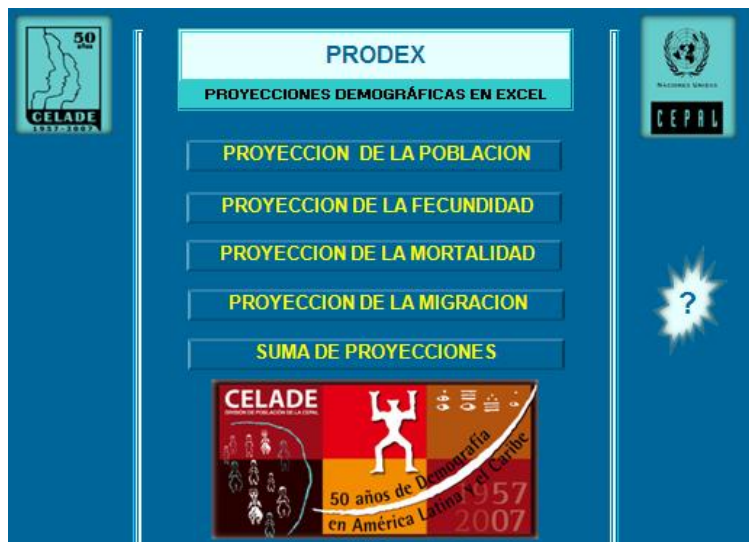 50
años
CELADE
1957-2007
PRODEX
PROYECCIONES DEMOGRÁFICAS EN EXCEL
NACIONES UNIDAS
CEPAL
PROYECCION DE LA POBLACION
PROYECCION DE LA FECUNDIDAD
PROYECCION DE LA MORTALIDAD
PROYECCION DE LA MIGRACION
SUMA DE PROYECCIONES
?
CELADE
DIVISIÓN DE POBLACIÓN DE LA CEPAL
50 años de Demografía
en América Latina y el Caribe
1957
2007